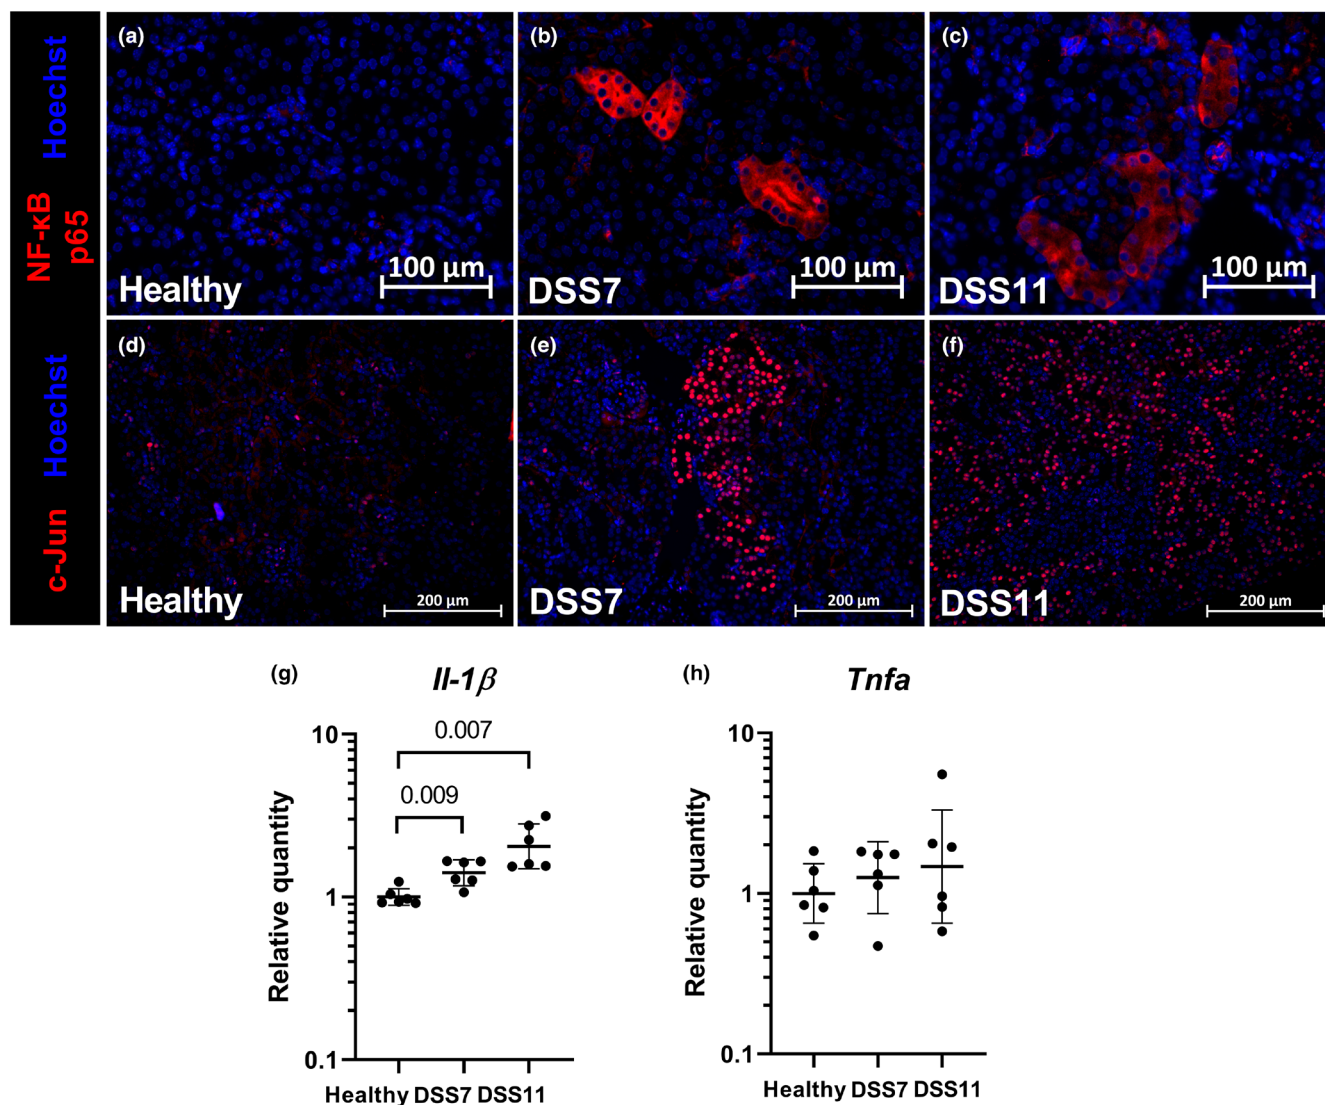 NF-κB Hoechst
p65
(a)
Healthy
100 μm
(b)
DSS7
100 μm
(c)
DSS11
100 μm
c-Jun Hoechst
(d)
Healthy
200 μm
(e)
DSS7
200 μm
(f)
DSS11
200 μm
(g)
Il-1β
Relative quantity
10
1
0.1
0.007
0.009
Healthy DSS7 DSS11
(h)
Tnfa
Relative quantity
10
1
0.1
Healthy DSS7 DSS11